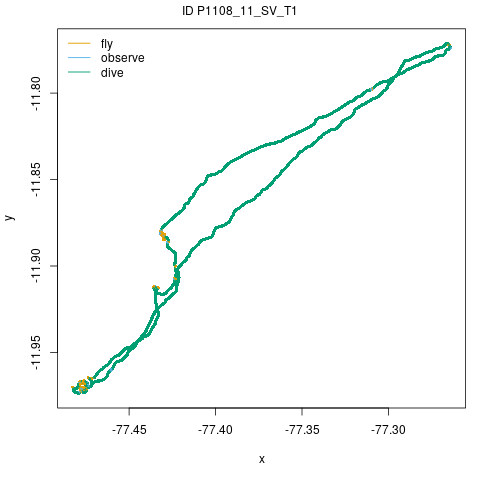 ID P1108_11_SV_T1
fly
observe
dive
-11.80
-11.85
-11.90
-11.95
y
-77.45 -77.40 -77.35 -77.30
x